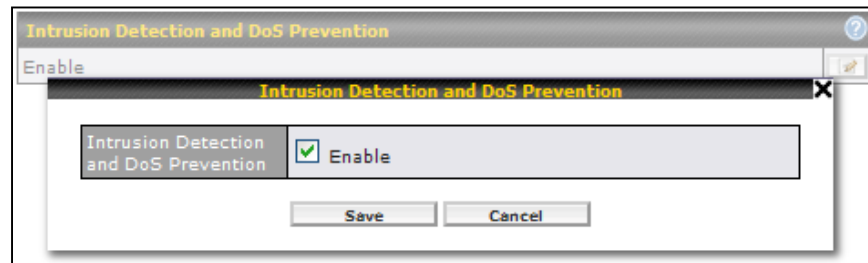 Intrusion Detection and DoS Prevention
Enable
Intrusion Detection and DoS Prevention
Intrusion Detection
and DoS Prevention
Enable
Save Cancel